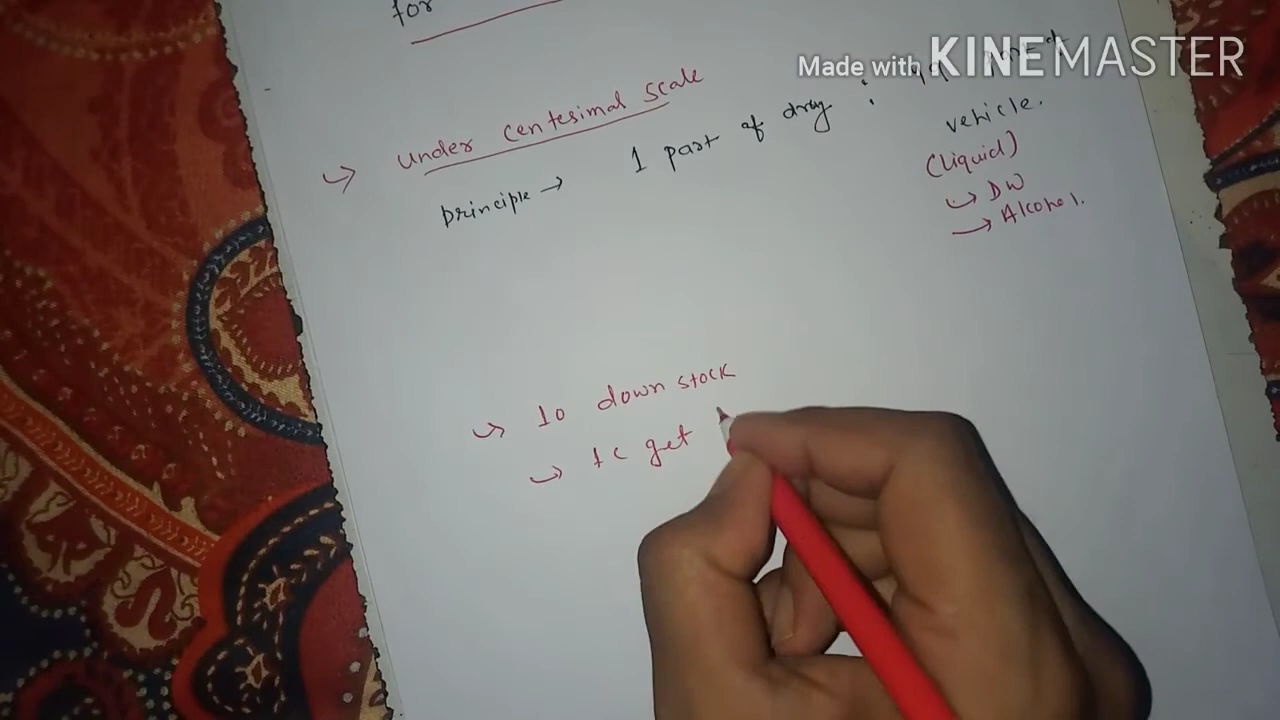 for
Made with KINEMASTER
↳ under centesimal scale
principle → 1 part of drug :
vehicle.
(liquid)
↳ DW
→ Alcohol.
↳ 10 down stock
↳ 1c get